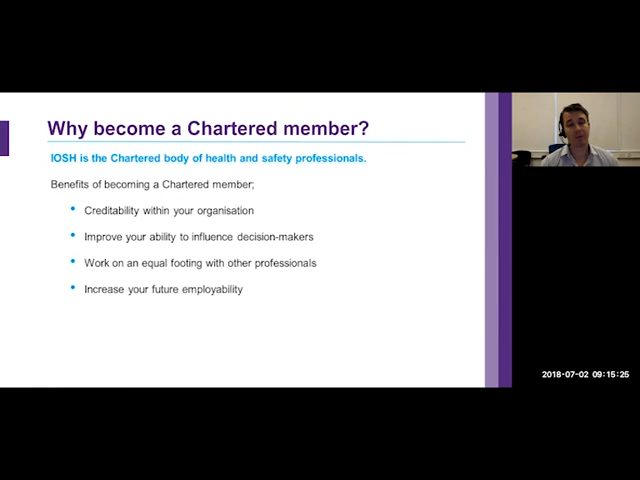 Why become a Chartered member?
IOSH is the Chartered body of health and safety professionals.
Benefits of becoming a Chartered member;
• Creditability within your organisation
• Improve your ability to influence decision-makers
• Work on an equal footing with other professionals
• Increase your future employability
2018-07-02 09:15:25